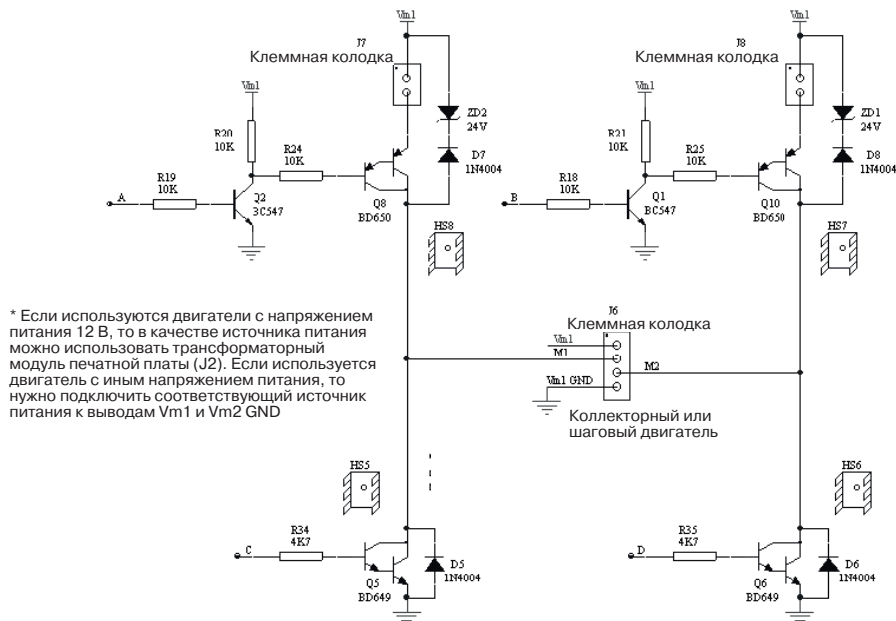 Vm1
J7
Клеммная колодка
Vm1
R20
10K
R24
10K
R19
10K
A
Q2
3C547
Q8
BD650
ZD2
24V
D7
1N4004
HS8
Vm1
J8
Клеммная колодка
Vm1
R21
10K
R25
10K
R18
10K
B
Q1
BC547
Q10
BD650
ZD1
24V
D8
1N4004
HS7
* Если используются двигатели с напряжением
питания 12 В, то в качестве источника питания
можно использовать трансформаторный
модуль печатной платы (J2). Если используется
двигатель с иным напряжением питания, то
нужно подключить соответствующий источник
питания к выводам Vm1 и Vm2 GND
J6
Клеммная колодка
Vm1
M1
M2
Vm1 GND
Коллекторный или
шаговый двигатель
HS5
HS6
R34
4K7
C
Q5
BD649
D5
1N4004
R35
4K7
D
Q6
BD649
D6
1N4004